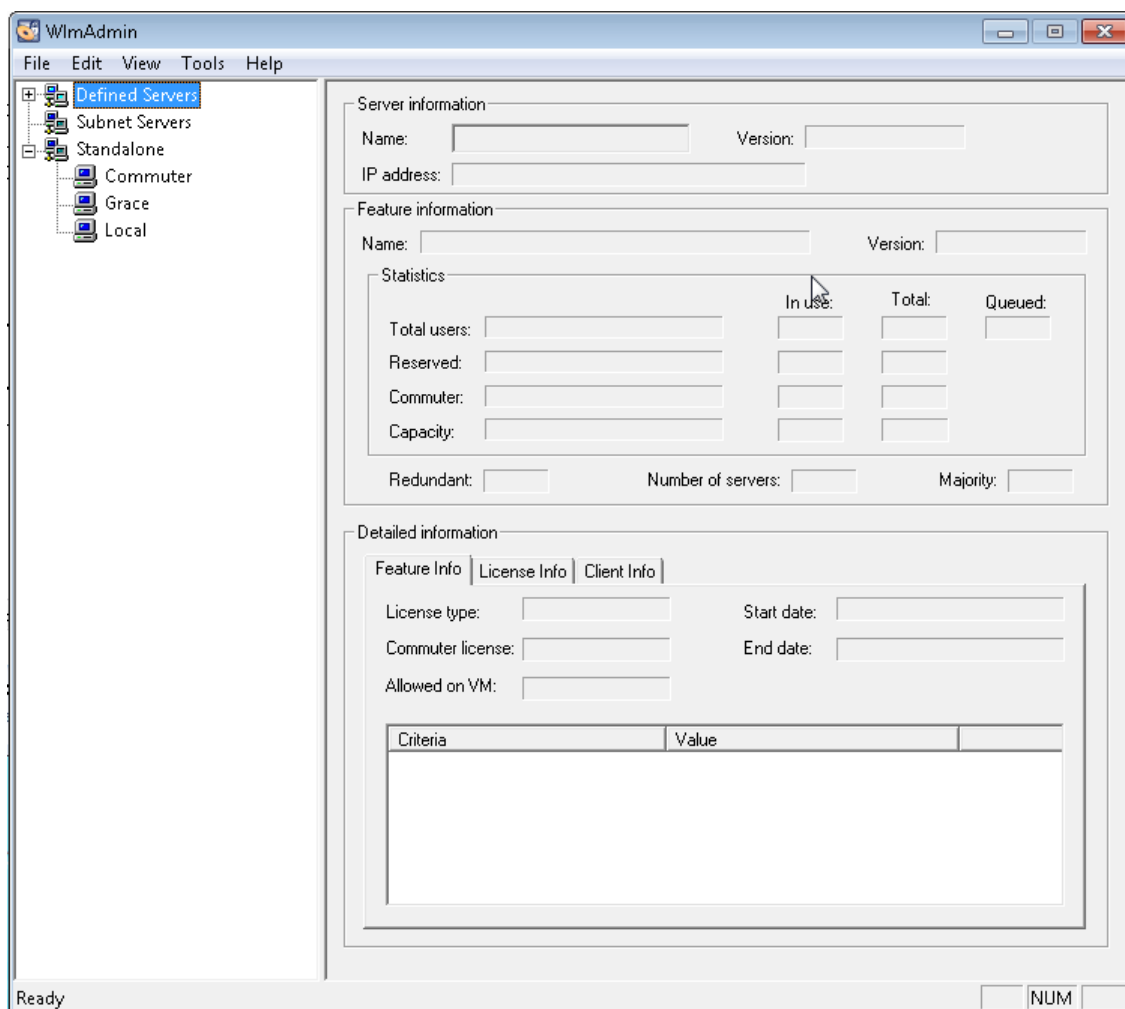 WlmAdmin
File Edit View Tools Help
Defined Servers
Subnet Servers
Standalone
Commuter
Grace
Local
Server information
Name: Version:
IP address:
Feature information
Name: Version:
Statistics
In use: Total: Queued:
Total users:
Reserved:
Commuter:
Capacity:
Redundant: Number of servers: Majority:
Detailed information
Feature Info License Info Client Info
License type: Start date:
Commuter license: End date:
Allowed on VM:
Criteria Value
Ready NUM